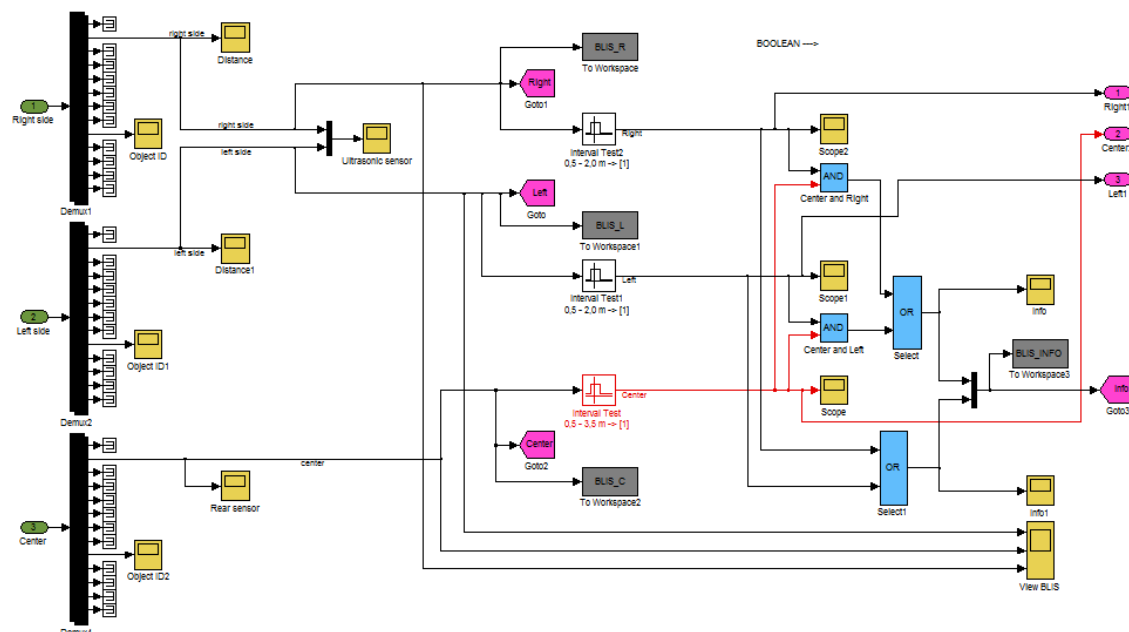 BLIS_R
BOOLEAN --->
right side
Distance
To Workspace
1
Right side
Right
Goto1
1
Right1
right side
Object ID
left side
Ultrasonic sensor
Right
Interval Test2
0,5 - 2,0 m -> [1]
Scope2
2
AND
Center and Right
3
Left1
Demux1
Left
Goto
BLIS_L
To Workspace1
left side
Distance1
Left
Interval Test1
0,5 - 2,0 m -> [1]
Scope1
2
Left side
OR
Select
Info
AND
Center and Left
Object ID1
BLIS_INFO
To Workspace3
Demux2
Center
Interval Test
0,5 - 3,5 m -> [1]
Scope
Info
Goto3
center
Center
Goto2
Rear sensor
BLIS_C
To Workspace2
OR
Select1
Info1
3
Center
Object ID2
View BLIS